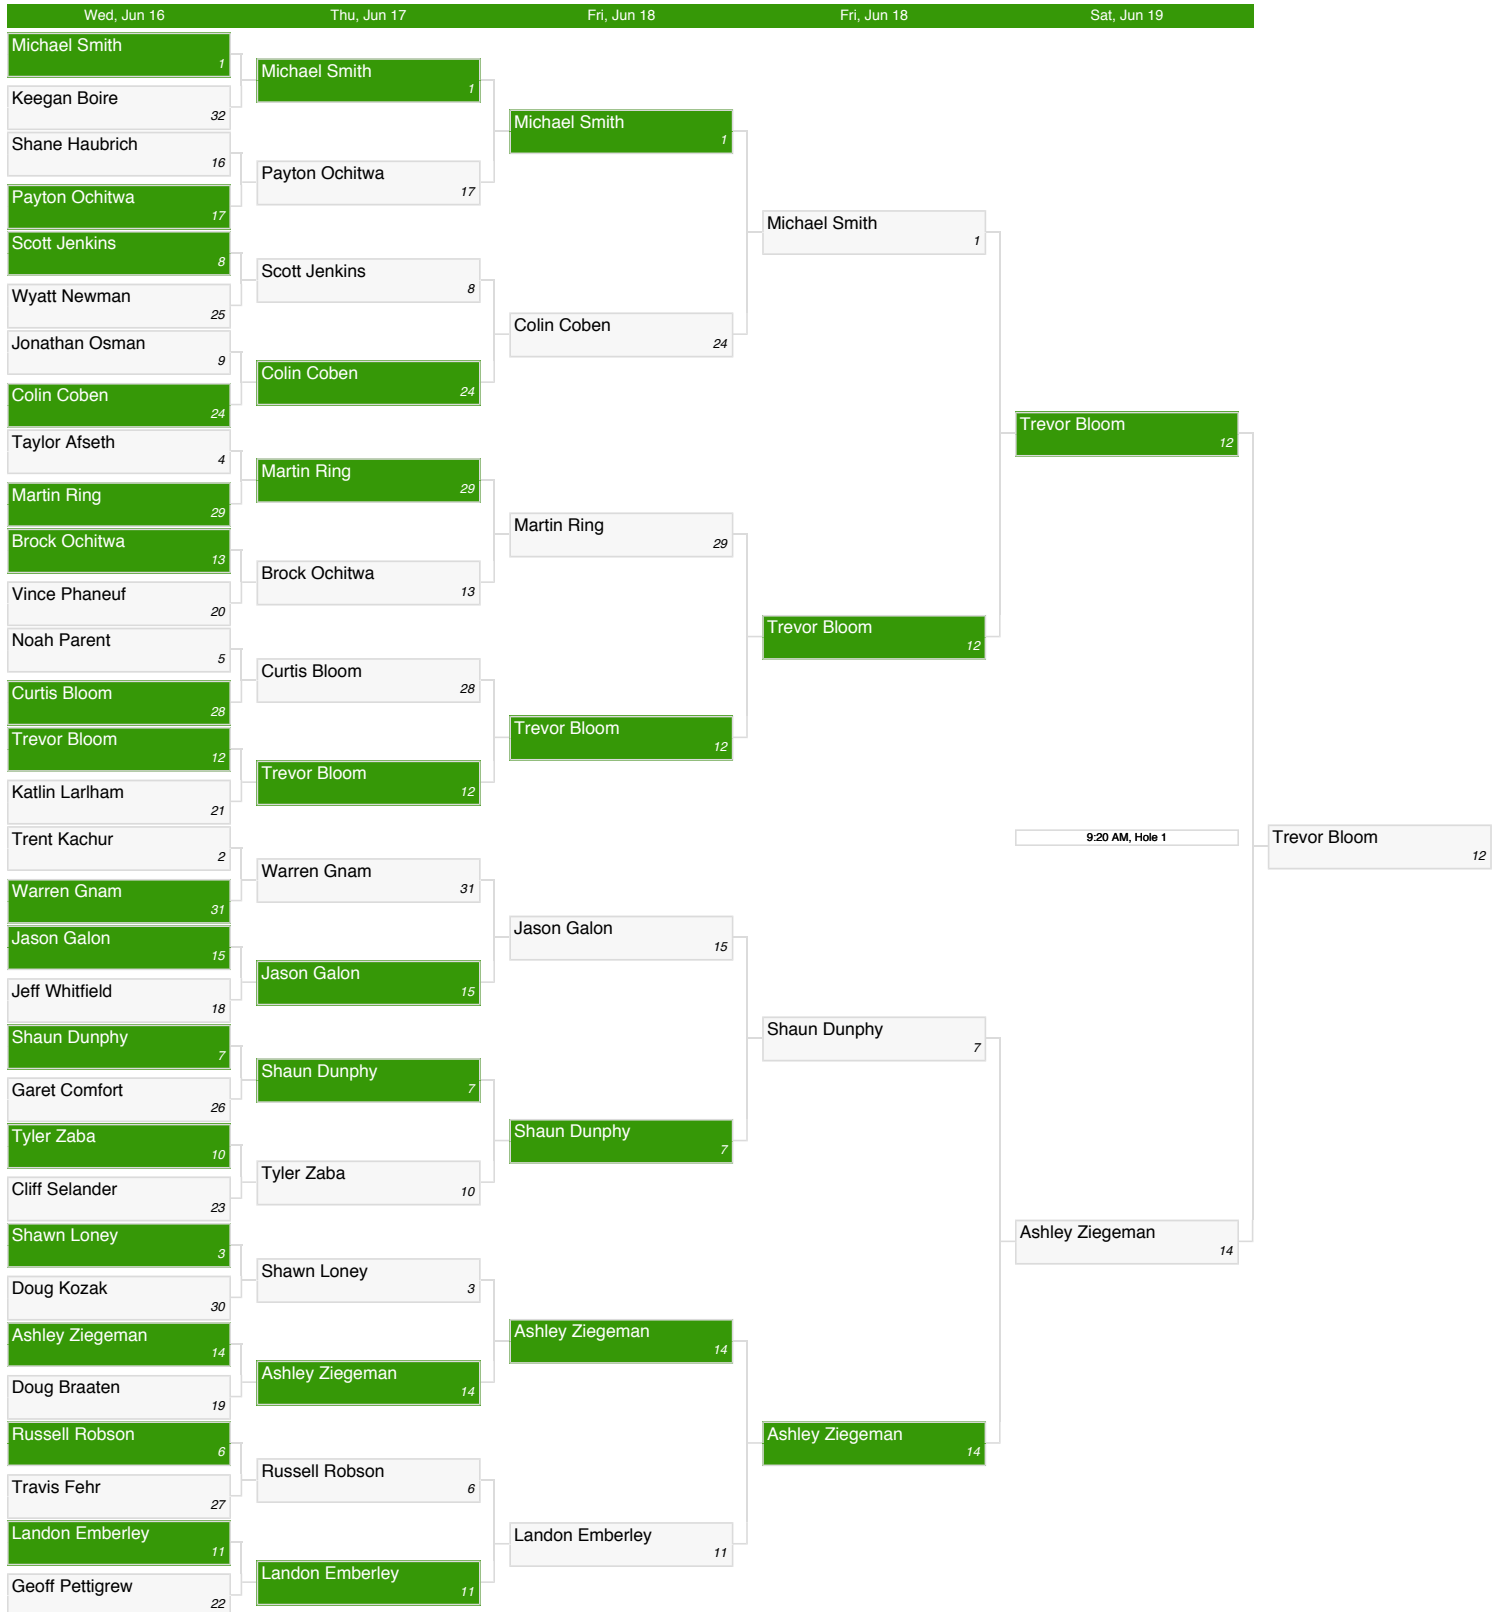 Wed, Jun 16
Thu, Jun 17
Fri, Jun 18
Fri, Jun 18
Sat, Jun 19
Michael Smith
1
Keegan Boire
32
Shane Haubrich
16
Payton Ochitwa
17
Scott Jenkins
8
Wyatt Newman
25
Jonathan Osman
9
Colin Coben
24
Taylor Afseth
4
Martin Ring
29
Brock Ochitwa
13
Vince Phaneuf
20
Noah Parent
5
Curtis Bloom
28
Trevor Bloom
12
Katlin Larlham
21
Trent Kachur
2
Warren Gnam
31
Jason Galon
15
Jeff Whitfield
18
Shaun Dunphy
7
Garet Comfort
26
Tyler Zaba
10
Cliff Selander
23
Shawn Loney
3
Doug Kozak
30
Ashley Ziegeman
14
Doug Braaten
19
Russell Robson
6
Travis Fehr
27
Landon Emberley
11
Geoff Pettigrew
22
Michael Smith
1
Payton Ochitwa
17
Scott Jenkins
8
Colin Coben
24
Martin Ring
29
Brock Ochitwa
13
Curtis Bloom
28
Trevor Bloom
12
Warren Gnam
31
Jason Galon
15
Shaun Dunphy
7
Tyler Zaba
10
Shawn Loney
3
Ashley Ziegeman
14
Russell Robson
6
Landon Emberley
11
Michael Smith
1
Colin Coben
24
Martin Ring
29
Trevor Bloom
12
Jason Galon
15
Shaun Dunphy
7
Ashley Ziegeman
14
Landon Emberley
11
Michael Smith
1
Trevor Bloom
12
Shaun Dunphy
7
Ashley Ziegeman
14
Trevor Bloom
12
9:20 AM, Hole 1
Ashley Ziegeman
14
Trevor Bloom
12